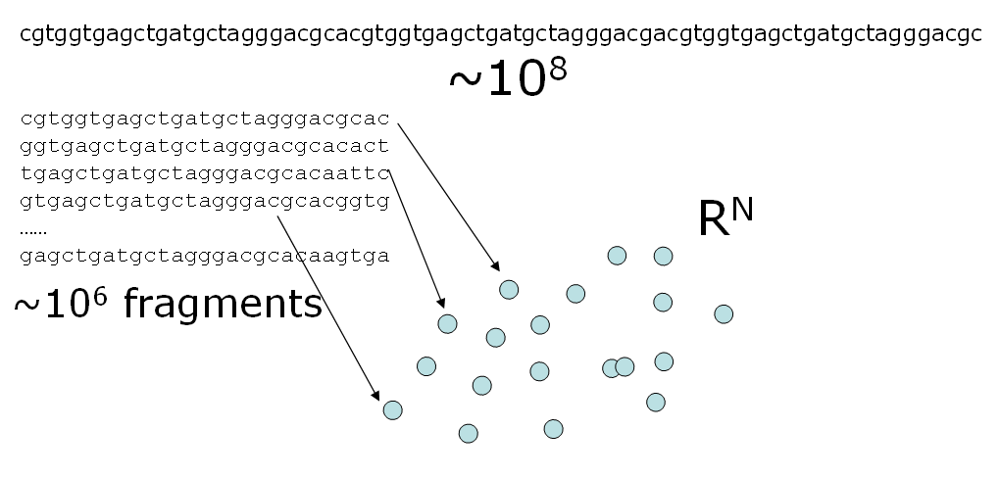 cgtggtgagctgatgctagggacgcacgtggtgagctgatgctagggacgacgtggtgagctgatgctagggacgc
~10⁸
cgtggtgagctgatgctagggacgcac
ggtgagctgatgctagggacgcacact
tgagctgatgctagggacgcacaattc
gtgagctgatgctagggacgcacggtg
......
gagctgatgctagggacgcacaagtga
~10⁶ fragments
Rᴺ